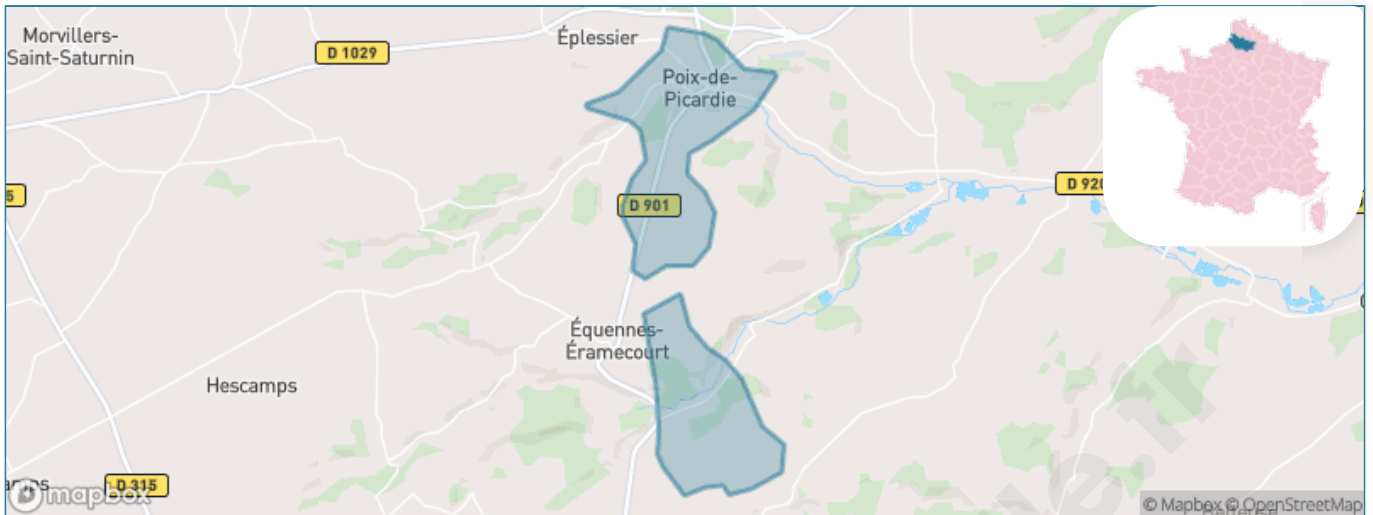 Morvillers-
Saint-Saturnin
D 1029
Éplessier
Poix-de-
Picardie
D 901
D 920
Équennes-
Éramecourt
Hescamps
D 315
mapbox
© Mapbox © OpenStreetMap